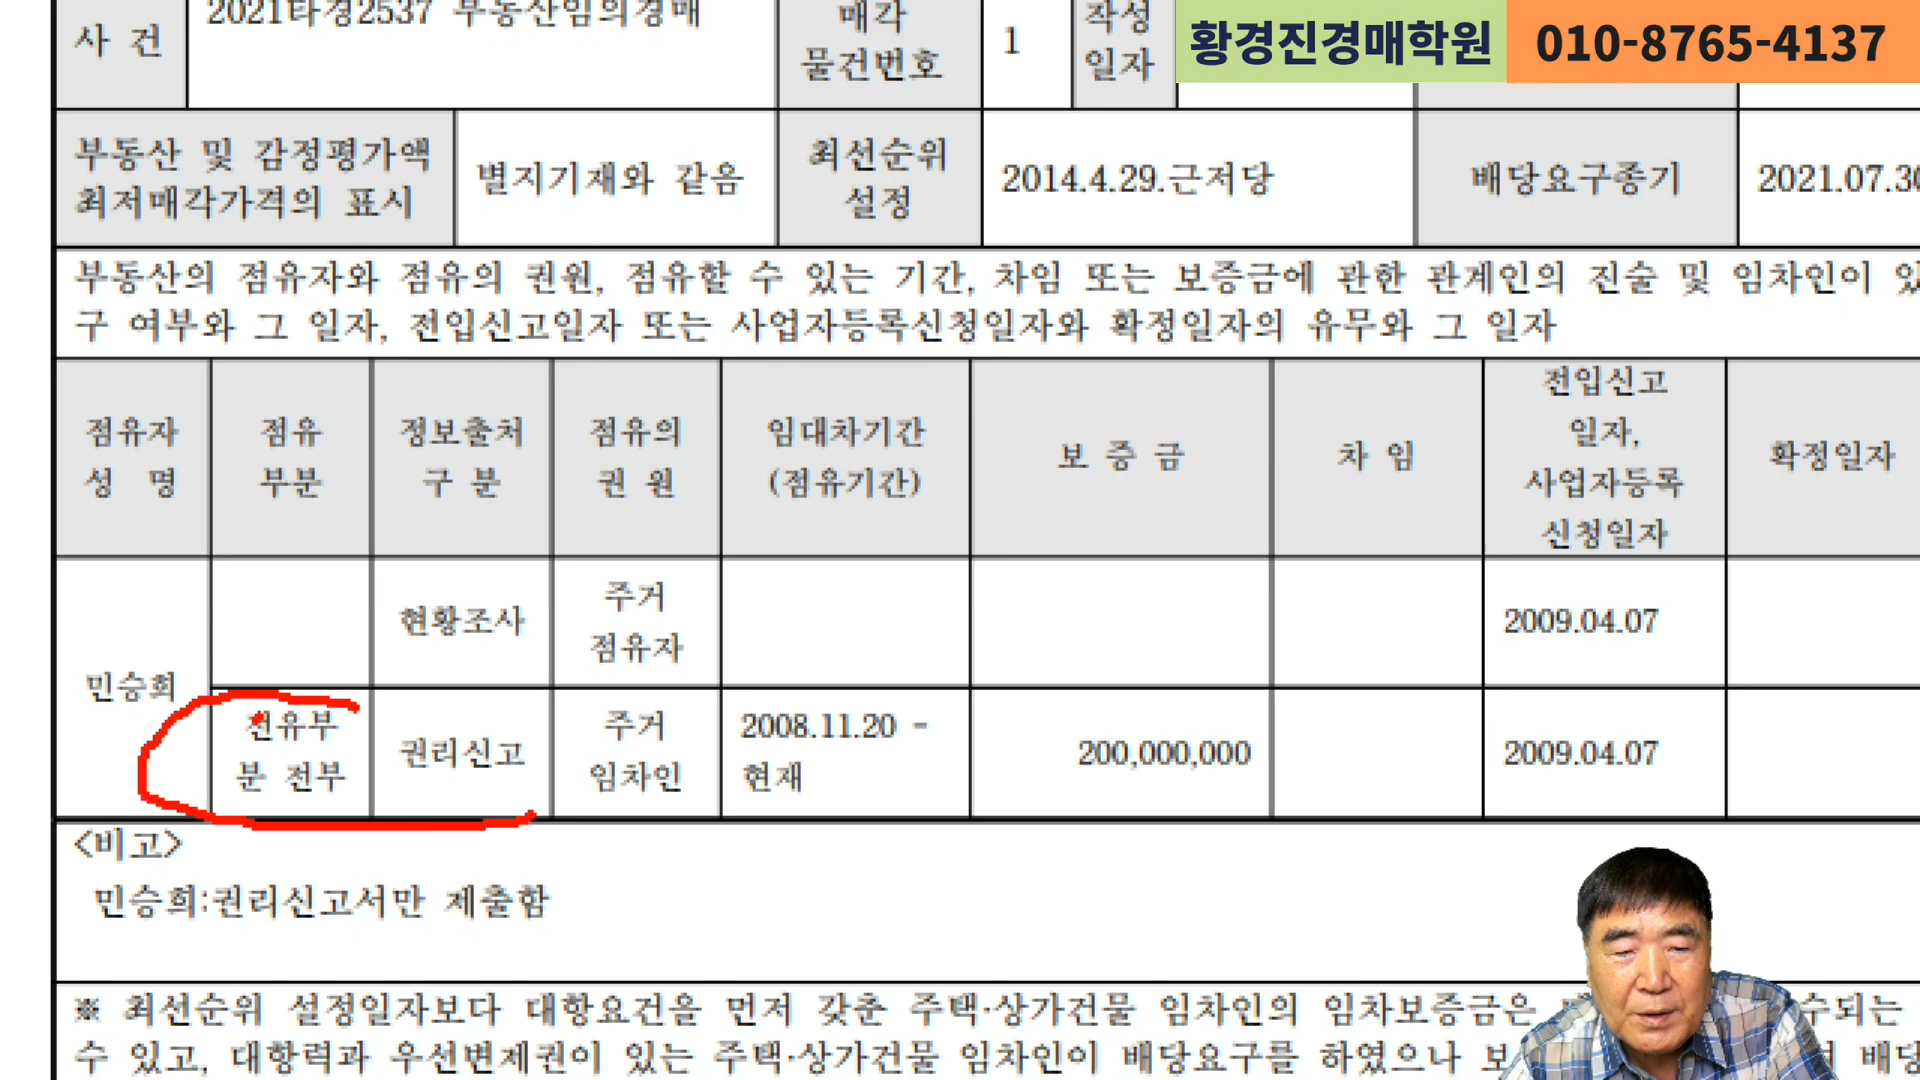 황경진경매학원 010-8765-4137
사 건
2021타경2537 부동산임의경매
매각
물건번호
1
작성
일자
부동산 및 감정평가액
최저매각가격의 표시
별지기재와 같음
최선순위
설정
2014.4.29.근저당
배당요구종기
2021.07.30
부동산의 점유자와 점유의 권원, 점유할 수 있는 기간, 차임 또는 보증금에 관한 관계인의 진술 및 임차인이 있
구 여부와 그 일자, 전입신고일자 또는 사업자등록신청일자와 확정일자의 유무와 그 일자
점유자
성 명
점유
부분
정보출처
구 분
점유의
권 원
임대차기간
(점유기간)
보 증 금
차 임
전입신고
일자,
사업자등록
신청일자
확정일자
민승희
현황조사
주거
점유자
2009.04.07
전유부
분 전부
권리신고
주거
임차인
2008.11.20 -
현재
200,000,000
2009.04.07
<비고>
민승희:권리신고서만 제출함
※ 최선순위 설정일자보다 대항요건을 먼저 갖춘 주택·상가건물 임차인의 임차보증금은 수되는
수 있고, 대항력과 우선변제권이 있는 주택·상가건물 임차인이 배당요구를 하였으나 보 배당